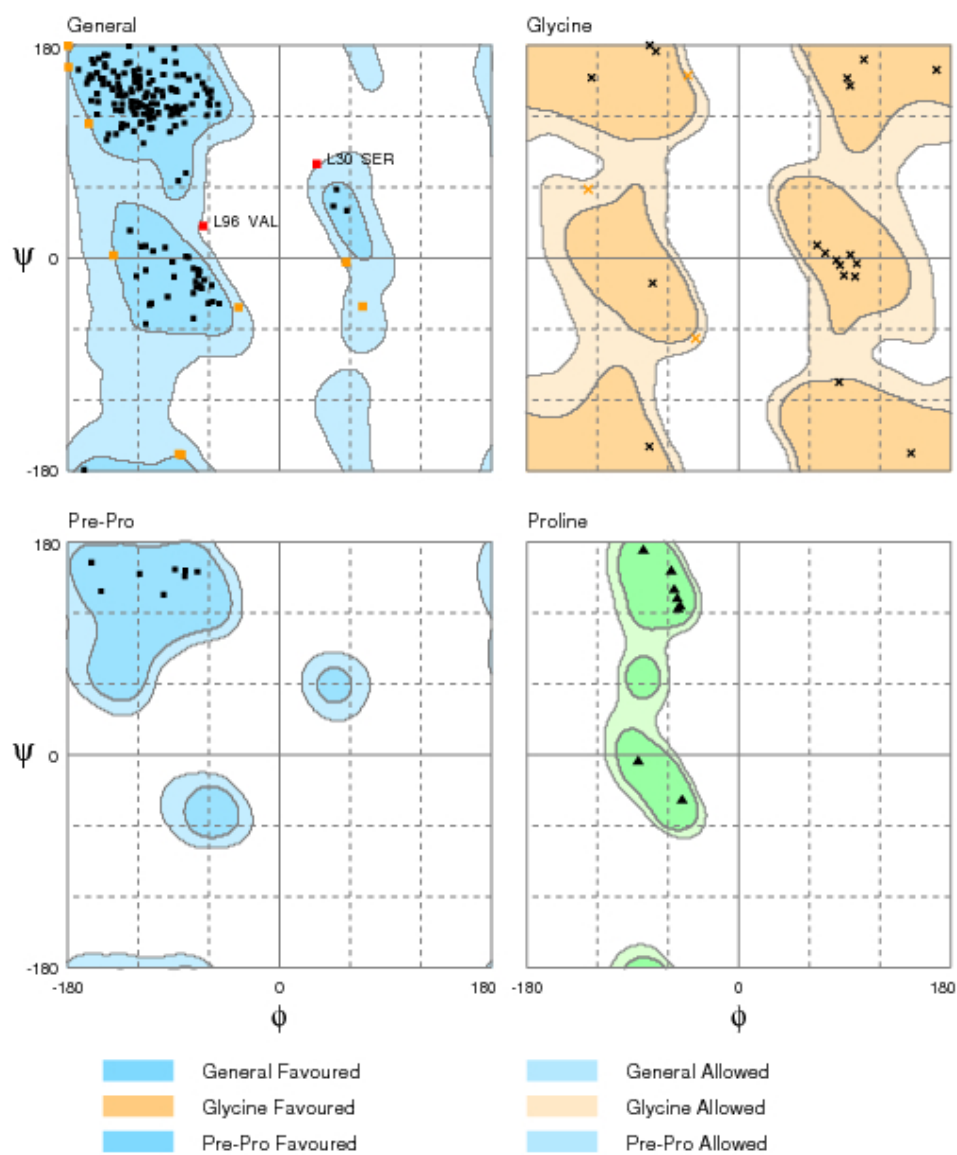 General Glycine
180
L30 SER
L96 VAL
ψ 0
-180
Pre-Pro Proline
180
ψ 0
-180
-180 0 180 -180 0 180
ϕ ϕ
General Favoured General Allowed
Glycine Favoured Glycine Allowed
Pre-Pro Favoured Pre-Pro Allowed